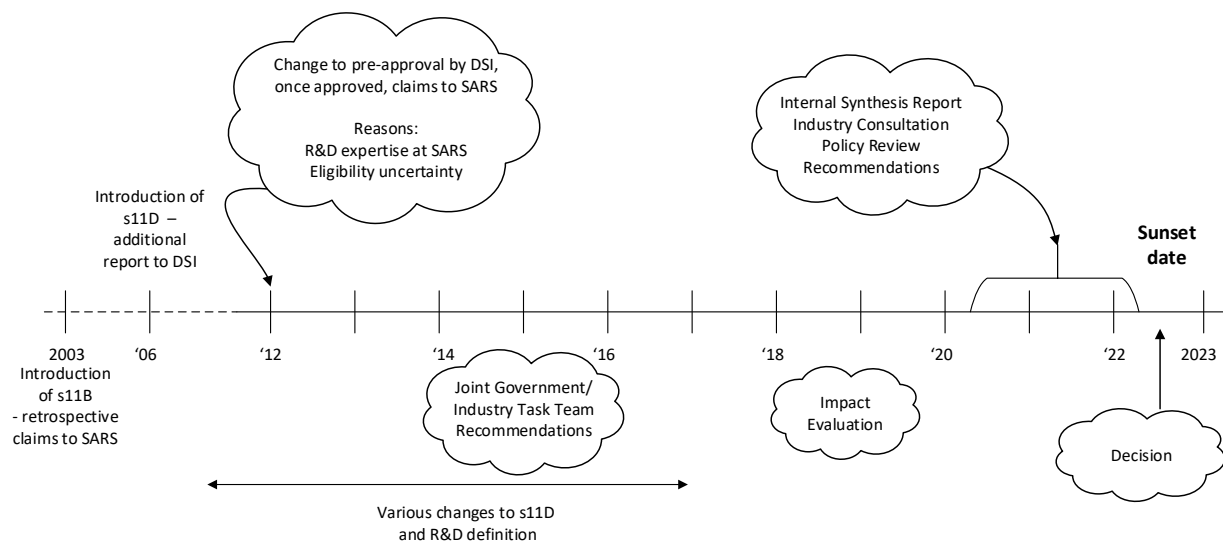 Change to pre-approval by DSI,
once approved, claims to SARS
Reasons:
R&D expertise at SARS
Eligibility uncertainty
Internal Synthesis Report
Industry Consultation
Policy Review
Recommendations
Introduction of
s11D –
additional
report to DSI
Sunset
date
2003
‘06
‘12
‘14
‘16
‘18
‘20
‘22
2023
Introduction
of s11B
- retrospective
claims to SARS
Joint Government/
Industry Task Team
Recommendations
Impact
Evaluation
Decision
Various changes to s11D
and R&D definition